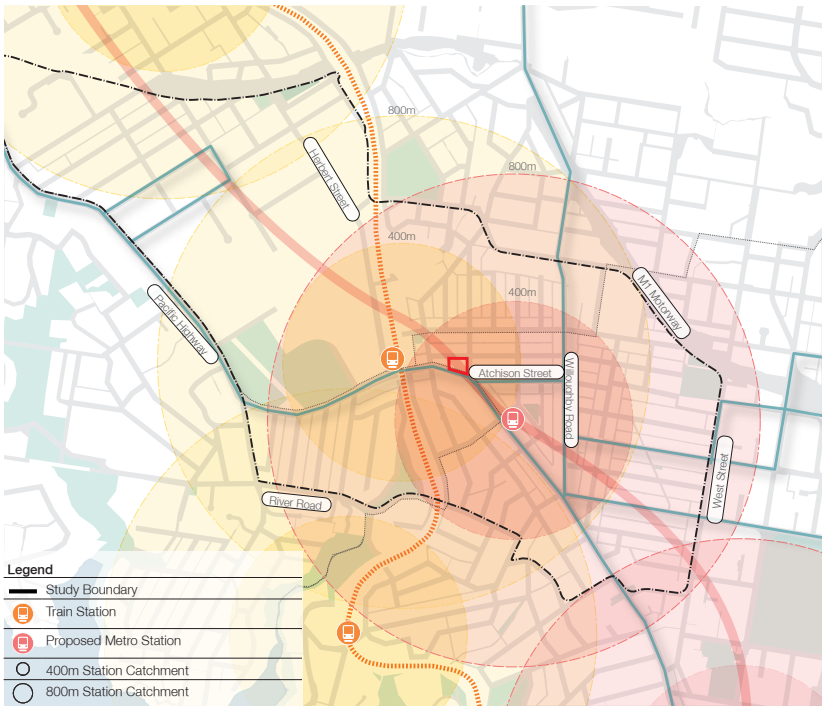 800m
800m
Herbert Street
400m
400m
M1 Motorway
Pacific Highway
Atchison Street
Willoughby Road
West Street
River Road
Legend
Study Boundary
Train Station
Proposed Metro Station
400m Station Catchment
800m Station Catchment